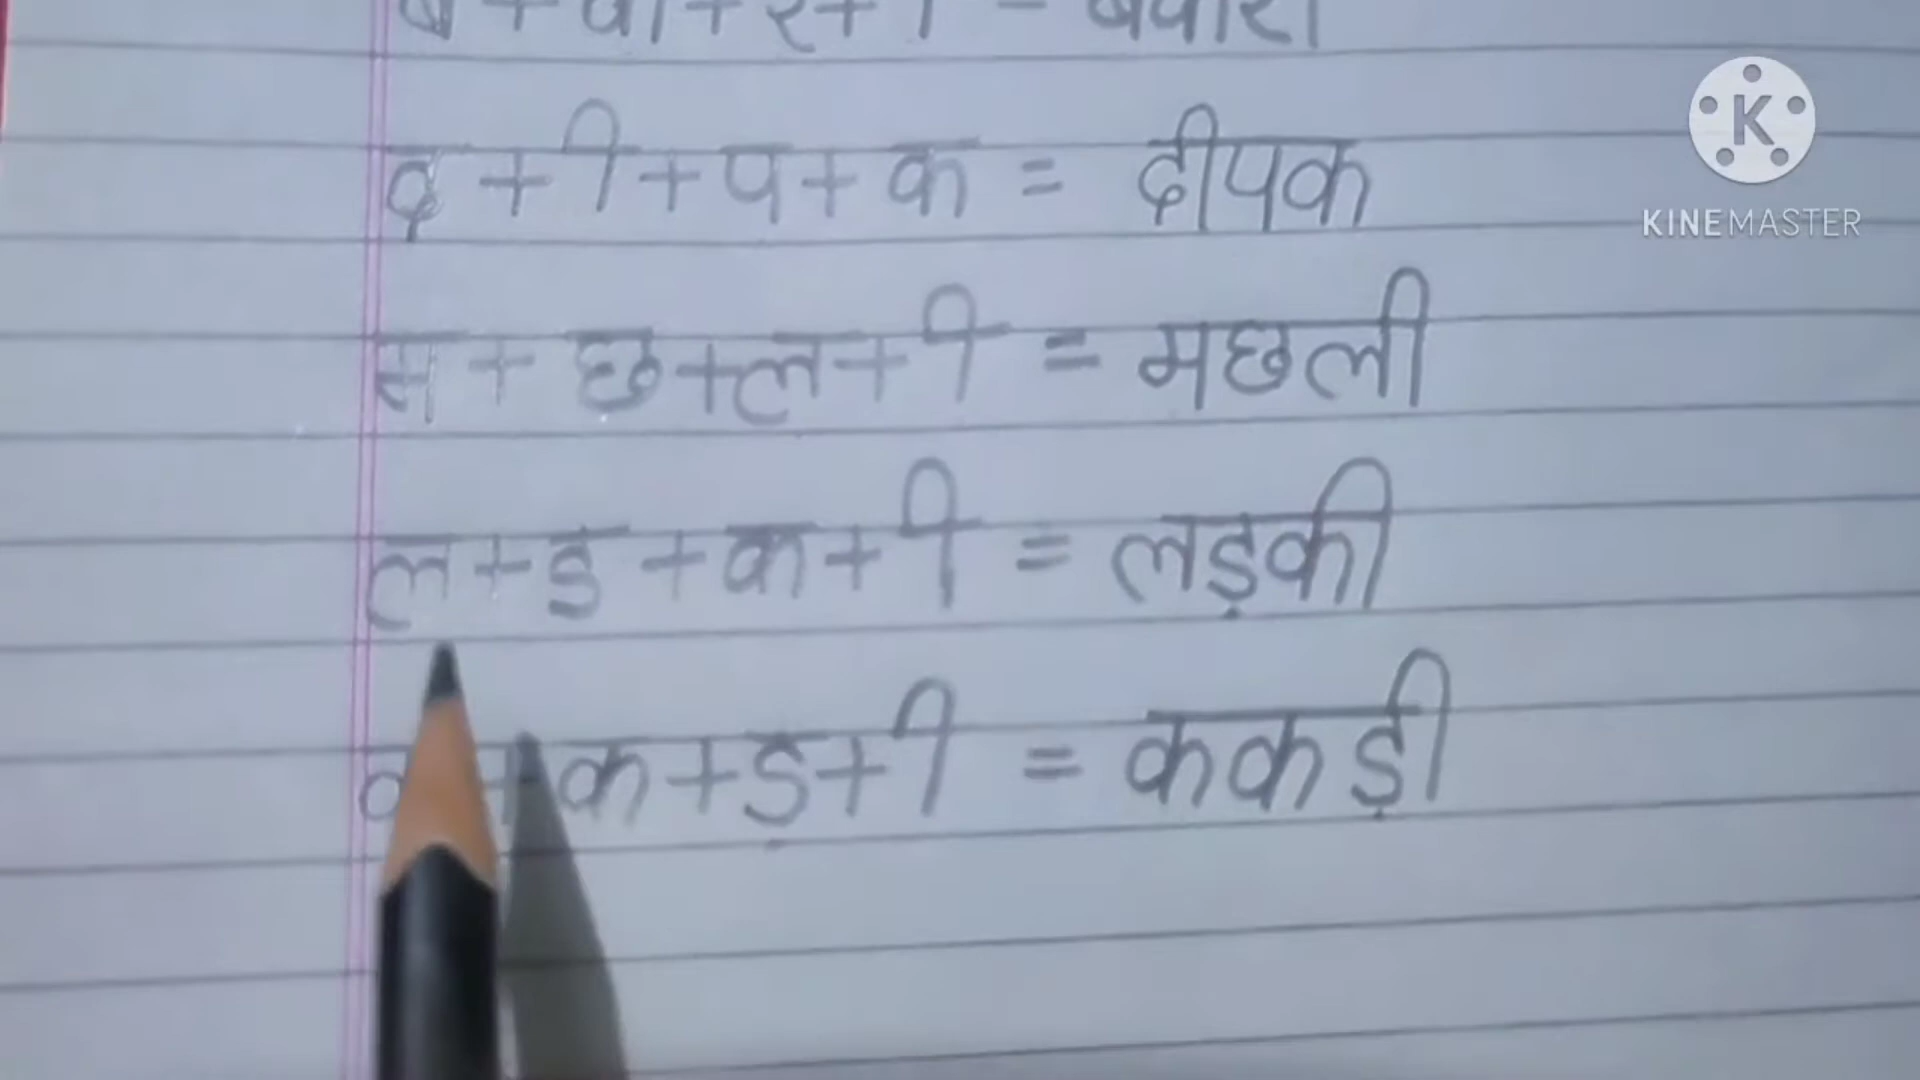 द + ी + प + क = दीपक
म + छ + ल + ी = मछली
ल + ड + क + ी = लड़की
+ क + ड + ी = ककड़ी
K
KINEMASTER